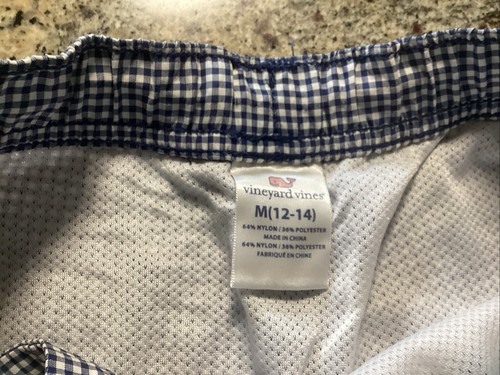 vineyard vines
M(12-14)
64% NYLON / 36% POLYESTER
MADE IN CHINA
64% NYLON / 36% POLYESTER
FABRIQUÉ EN CHINE